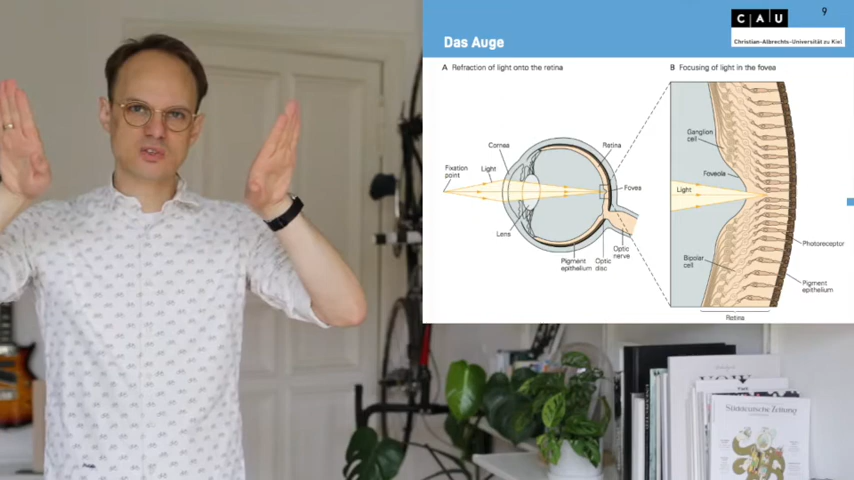 9
CAU
Christian-Albrechts-Universität zu Kiel
Das Auge
A Refraction of light onto the retina
B Focusing of light in the fovea
Cornea
Retina
Fixation
point
Light
Fovea
Lens
Optic
nerve
Pigment
epithelium
Optic
disc
Ganglion
cell
Foveola
Light
Photoreceptor
Bipolar
cell
Pigment
epithelium
Retina
Süddeutsche Zeitung